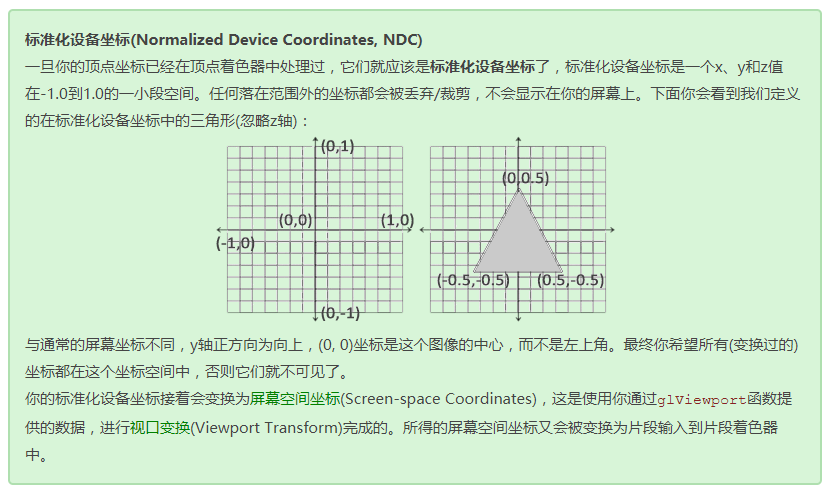 标准化设备坐标(Normalized Device Coordinates, NDC)
一旦你的顶点坐标已经在顶点着色器中处理过，它们就应该是标准化设备坐标了，标准化设备坐标是一个x、y和z值
在-1.0到1.0的一小段空间。任何落在范围外的坐标都会被丢弃/裁剪，不会显示在你的屏幕上。下面你会看到我们定义
的在标准化设备坐标中的三角形(忽略z轴)：
(0,1)
(0,0)
(1,0)
(-1,0)
(0,-1)
(0,0.5)
(-0.5,-0.5)
(0.5,-0.5)
与通常的屏幕坐标不同，y轴正方向为向上，(0, 0)坐标是这个图像的中心，而不是左上角。最终你希望所有(变换过的)
坐标都在这个坐标空间中，否则它们就不可见了。
你的标准化设备坐标接着会变换为屏幕空间坐标(Screen-space Coordinates)，这是使用你通过glViewport函数提
供的数据，进行视口变换(Viewport Transform)完成的。所得的屏幕空间坐标又会被变换为片段输入到片段着色器
中。